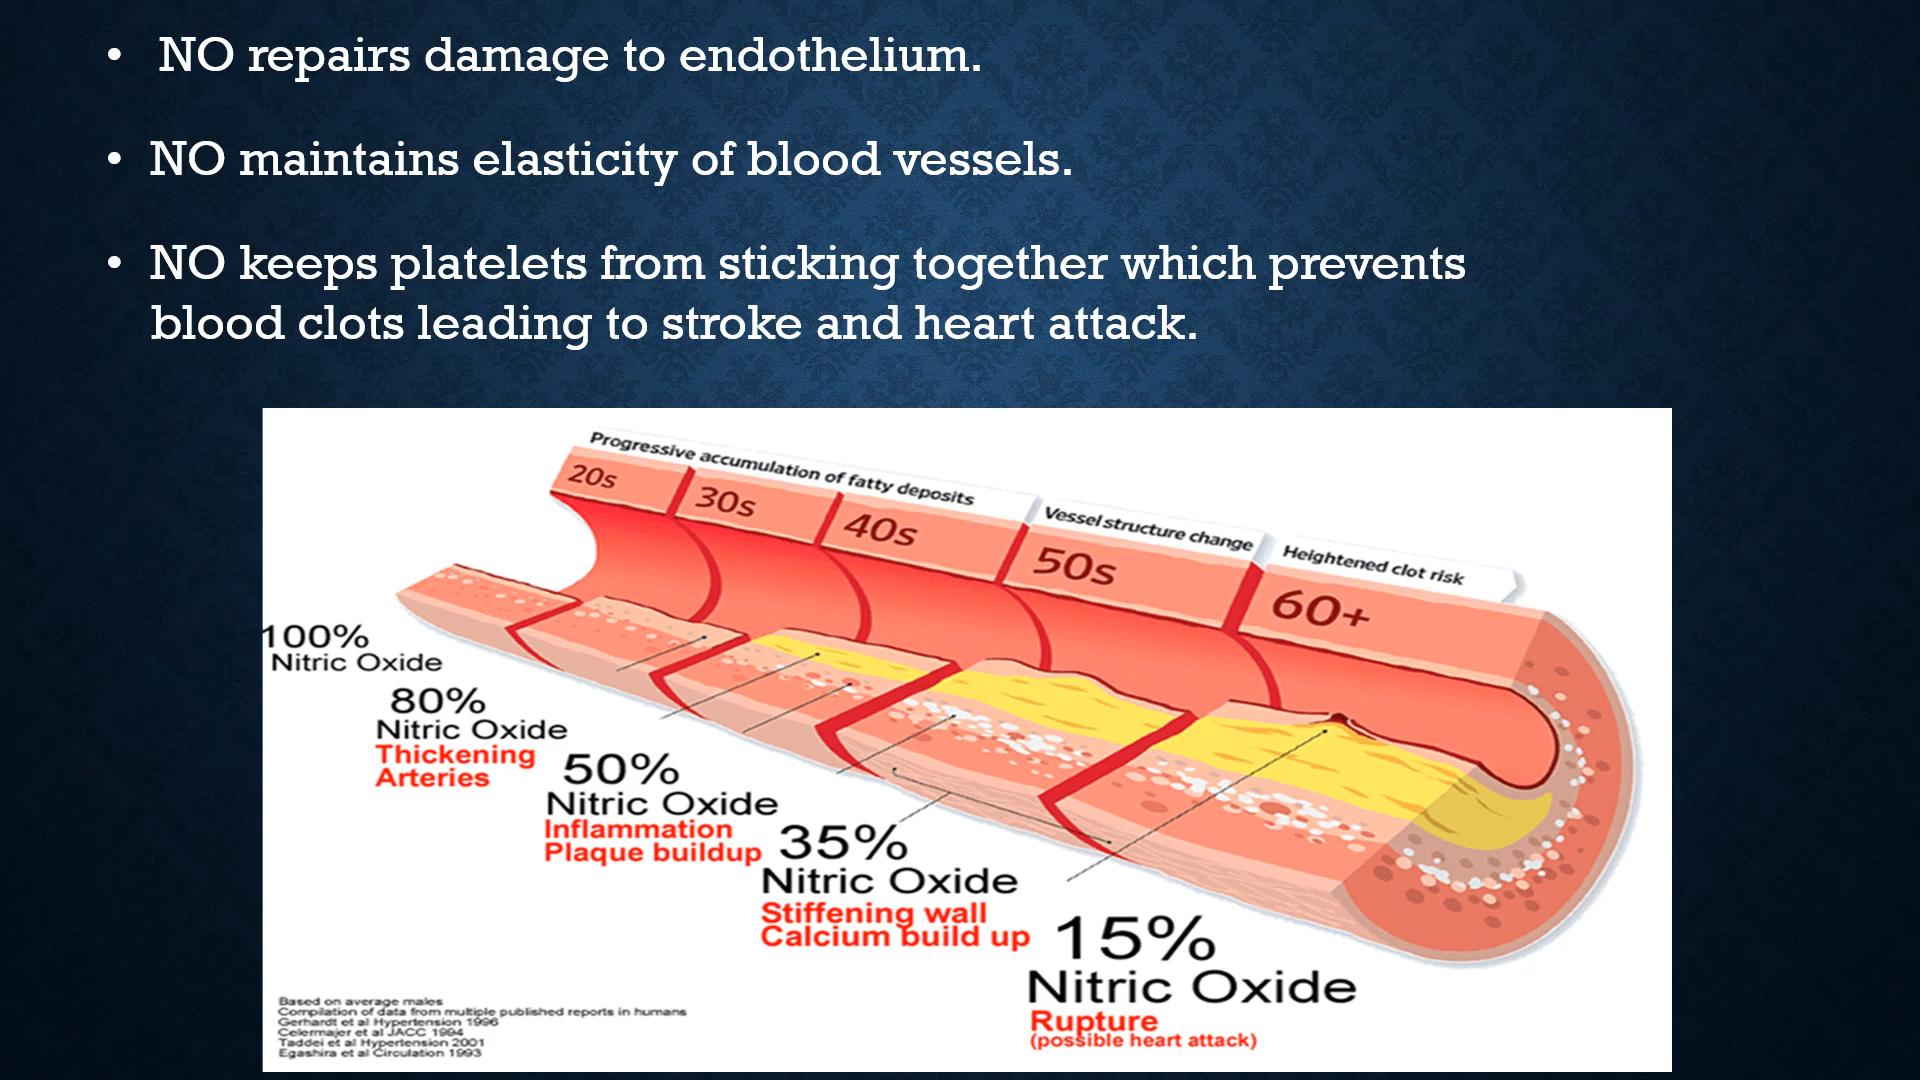 • NO repairs damage to endothelium.
• NO maintains elasticity of blood vessels.
• NO keeps platelets from sticking together which prevents
blood clots leading to stroke and heart attack.
Progressive accumulation of fatty deposits
Vessel structure change
Heightened clot risk
20s
30s
40s
50s
60+
100%
Nitric Oxide
80%
Nitric Oxide
Thickening
Arteries
50%
Nitric Oxide
Inflammation
Plaque buildup
35%
Nitric Oxide
Stiffening wall
Calcium build up
15%
Nitric Oxide
Rupture
(possible heart attack)
Based on average males
Compilation of data from multiple published reports in humans
Gerhardt et al Hypertension 1996
Celermajer et al JACC 1994
Taddei et al Hypertension 2001
Egashira et al Circulation 1993